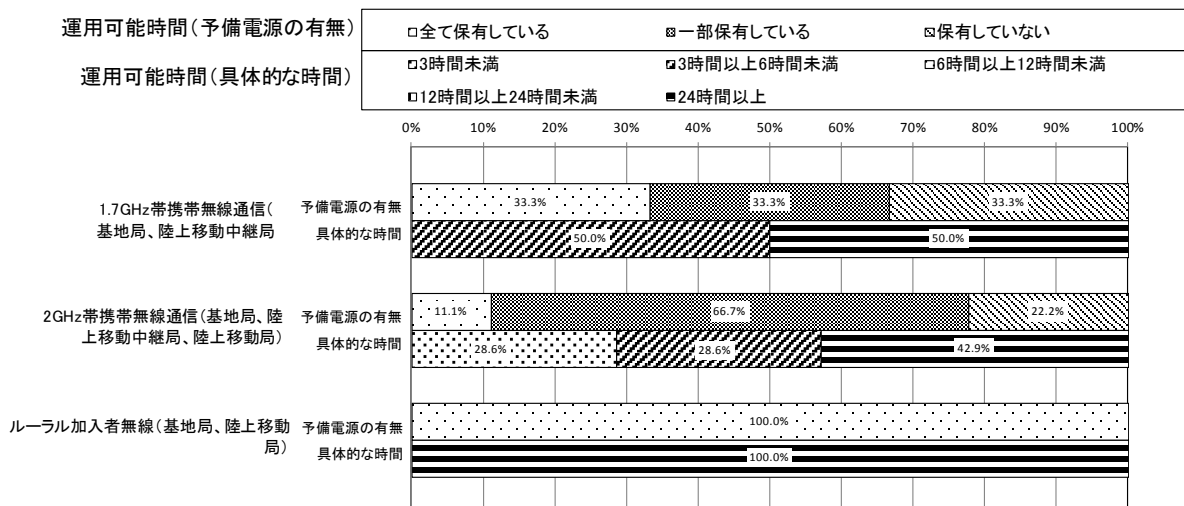 運用可能時間(予備電源の有無)
全て保有している 一部保有している 保有していない
運用可能時間(具体的な時間)
3時間未満 3時間以上6時間未満 6時間以上12時間未満
12時間以上24時間未満 24時間以上
0% 10% 20% 30% 40% 50% 60% 70% 80% 90% 100%
1.7GHz帯携帯無線通信(
基地局、陸上移動中継局
予備電源の有無
33.3% 33.3% 33.3%
具体的な時間
50.0% 50.0%
2GHz帯携帯無線通信(基地局、陸
上移動中継局、陸上移動局)
予備電源の有無
11.1% 66.7% 22.2%
具体的な時間
28.6% 28.6% 42.9%
ルーラル加入者無線(基地局、陸上移動
局)
予備電源の有無
100.0%
具体的な時間
100.0%